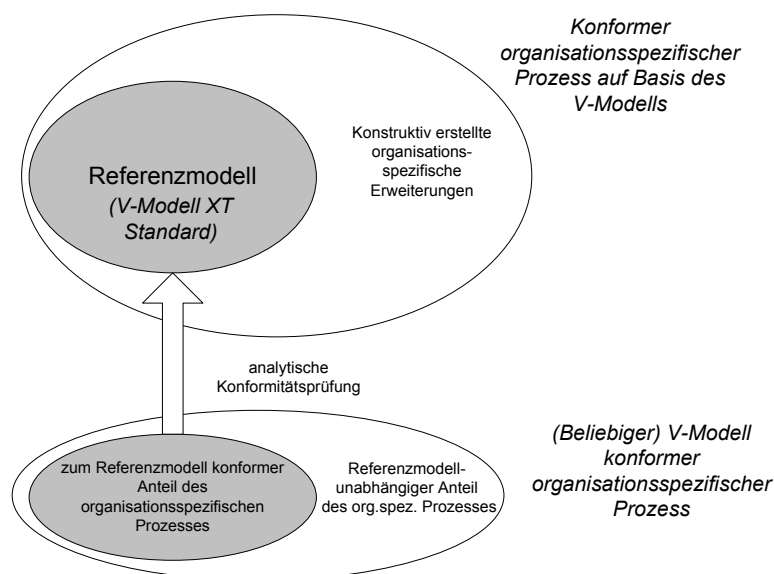 Konformer
organisationsspezifischer
Prozess auf Basis des
V-Modells
Konstruktiv erstellte
organisations-
spezifische
Erweiterungen
Referenzmodell
(V-Modell XT
Standard)
analytische
Konformitätsprüfung
(Beliebiger) V-Modell
konformer
organisationsspezifischer
Prozess
zum Referenzmodell konformer
Anteil des
organisationsspezifischen
Prozesses
Referenzmodell-
unabhängiger Anteil
des org.spez. Prozesses